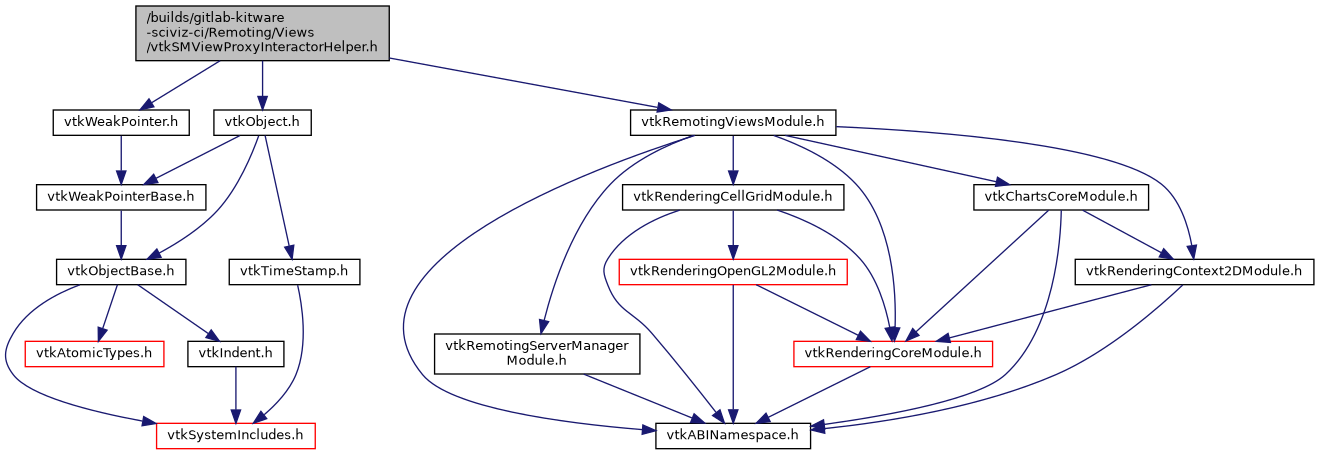 /builds/gitlab-kitware
-sciviz-ci/Remoting/Views
/vtkSMViewProxyInteractorHelper.h
vtkWeakPointer.h
vtkObject.h
vtkRemotingViewsModule.h
vtkWeakPointerBase.h
vtkRenderingCellGridModule.h
vtkChartsCoreModule.h
vtkObjectBase.h
vtkTimeStamp.h
vtkRenderingOpenGL2Module.h
vtkRenderingContext2DModule.h
vtkAtomicTypes.h
vtkIndent.h
vtkRemotingServerManager
Module.h
vtkRenderingCoreModule.h
vtkSystemIncludes.h
vtkABINamespace.h